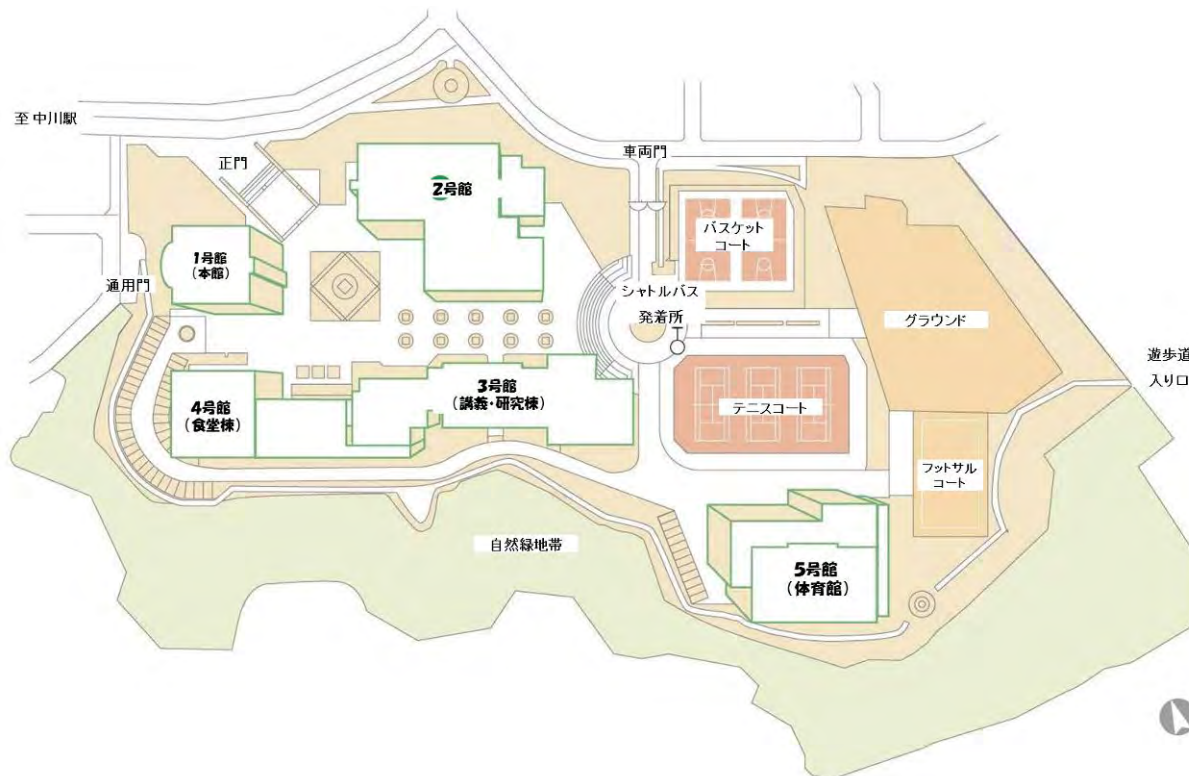 至 中川駅
正門
車両門
2号館
バスケット
コート
1号館
(本館)
通用門
シャトルバス
発着所
グラウンド
遊歩道
入り口
3号館
(講義・研究棟)
4号館
(食堂棟)
テニスコート
フットサル
コート
自然緑地帯
5号館
(体育館)